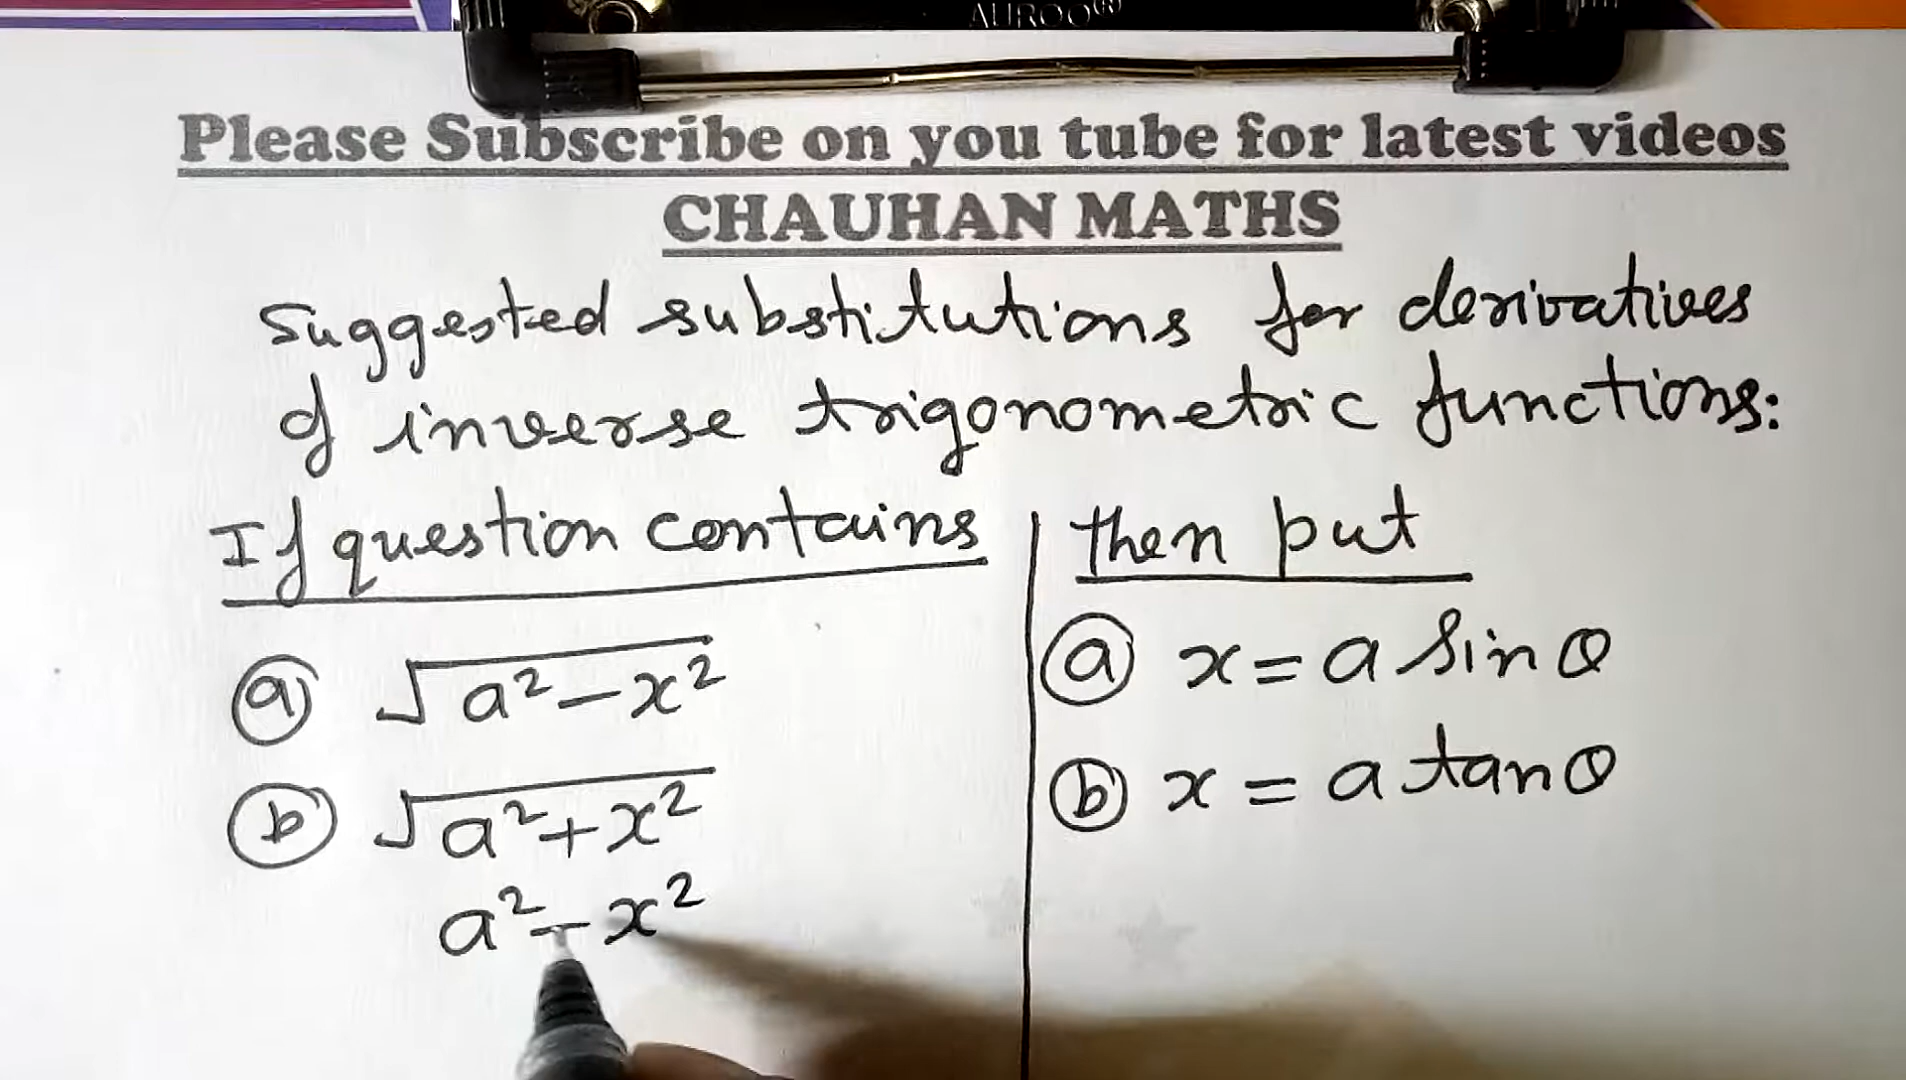 AUROO(R)
Please Subscribe on you tube for latest videos
CHAUHAN MATHS
Suggested substitutions for derivatives
of inverse trigonometric functions:
If question contains | then put
ⓐ √a²-x² ⓐ x = a sinθ
ⓑ √a²+x² ⓑ x = a tanθ
a²-x²